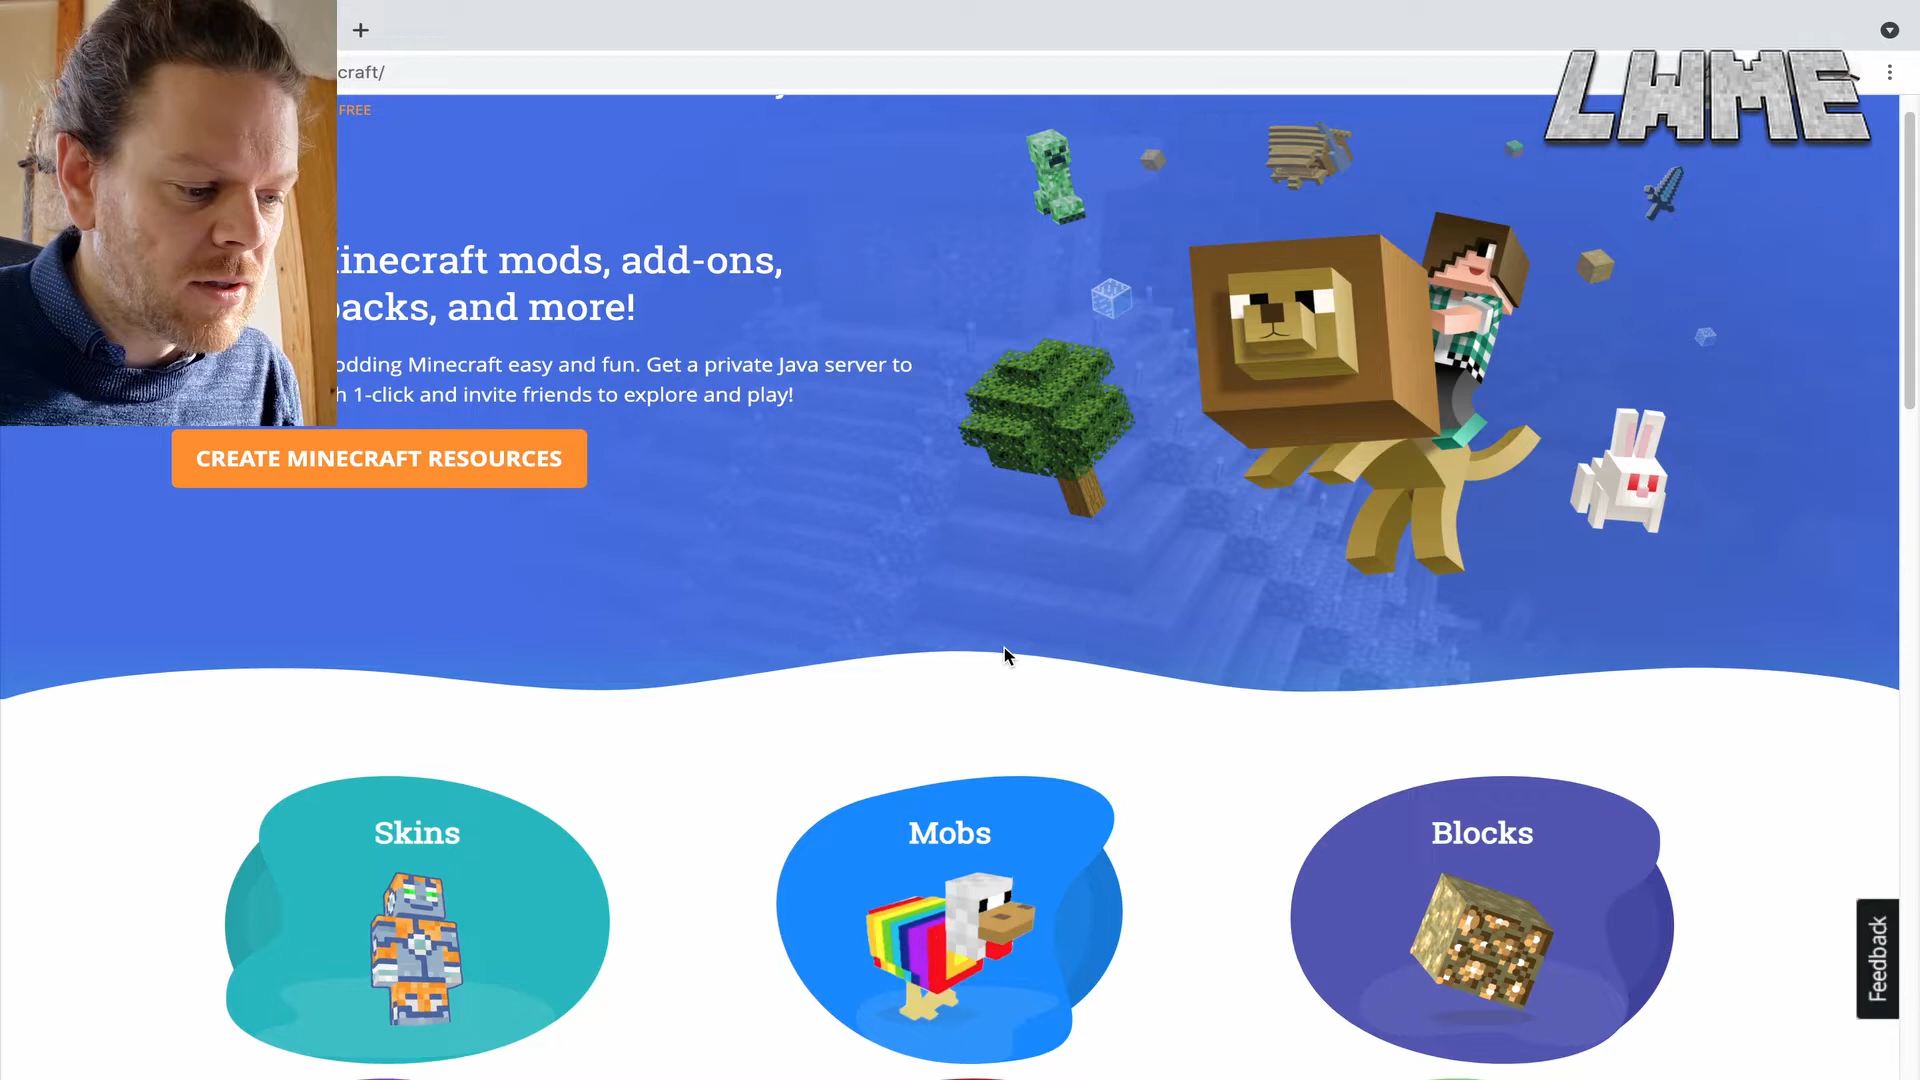 craft/
LWME
FREE
inecraft mods, add-ons,
packs, and more!
odding Minecraft easy and fun. Get a private Java server to
h 1-click and invite friends to explore and play!
CREATE MINECRAFT RESOURCES
Skins
Mobs
Blocks
Feedback